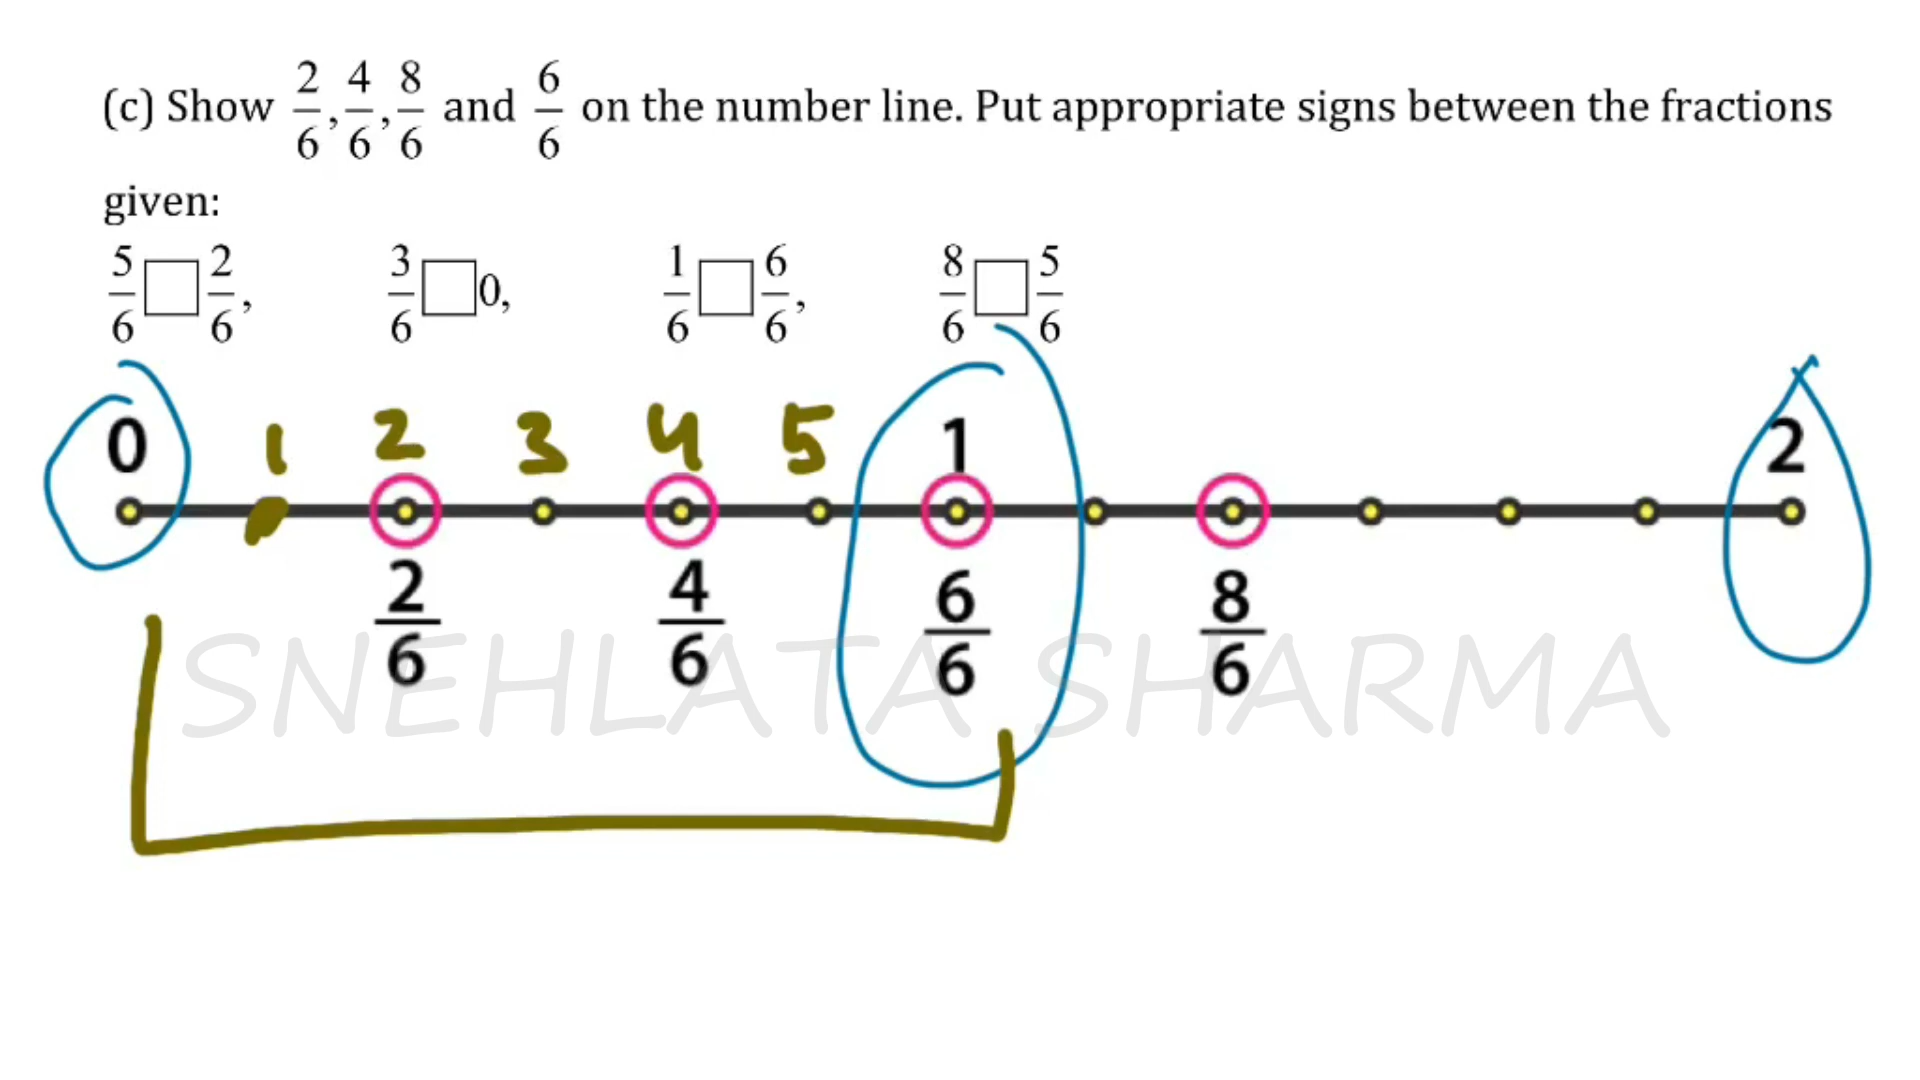 (c) Show 2/6, 4/6, 8/6 and 6/6 on the number line. Put appropriate signs between the fractions
given:
5/6 □ 2/6, 3/6 □ 0, 1/6 □ 6/6, 8/6 □ 5/6
0 1 2 3 4 5 1 2
2/6 4/6 6/6 8/6
SNEHLATA SHARMA